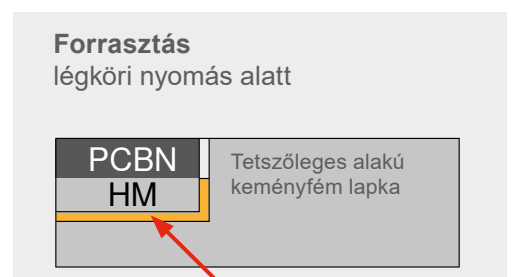 Forrasztás
légköri nyomás alatt
PCBN
HM
Tetszőleges alakú
keményfém lapka